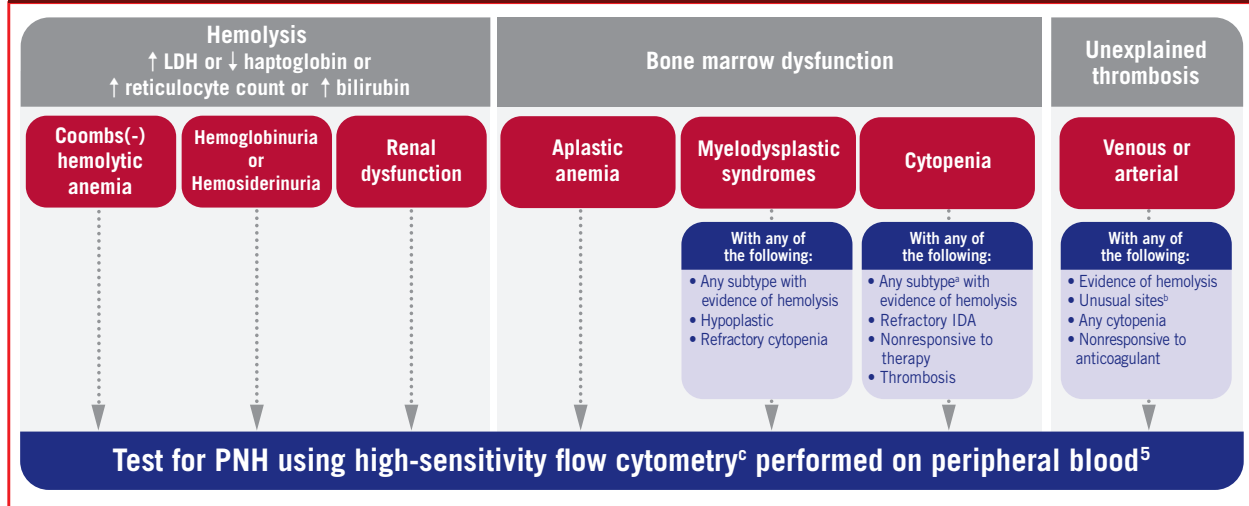 Hemolysis
↑ LDH or ↓ haptoglobin or
↑ reticulocyte count or ↑ bilirubin
Bone marrow dysfunction
Unexplained
thrombosis
Coombs(-)
hemolytic
anemia
Hemoglobinuria
or
Hemosiderinuria
Renal
dysfunction
Aplastic
anemia
Myelodysplastic
syndromes
Cytopenia
Venous or
arterial
With any of
the following:
• Any subtype with
evidence of hemolysis
• Hypoplastic
• Refractory cytopenia
With any of
the following:
• Any subtypeᵃ with
evidence of hemolysis
• Refractory IDA
• Nonresponsive to
therapy
• Thrombosis
With any of
the following:
• Evidence of hemolysis
• Unusual sitesᵇ
• Any cytopenia
• Nonresponsive to
anticoagulant
Test for PNH using high-sensitivity flow cytometryᶜ performed on peripheral blood⁵